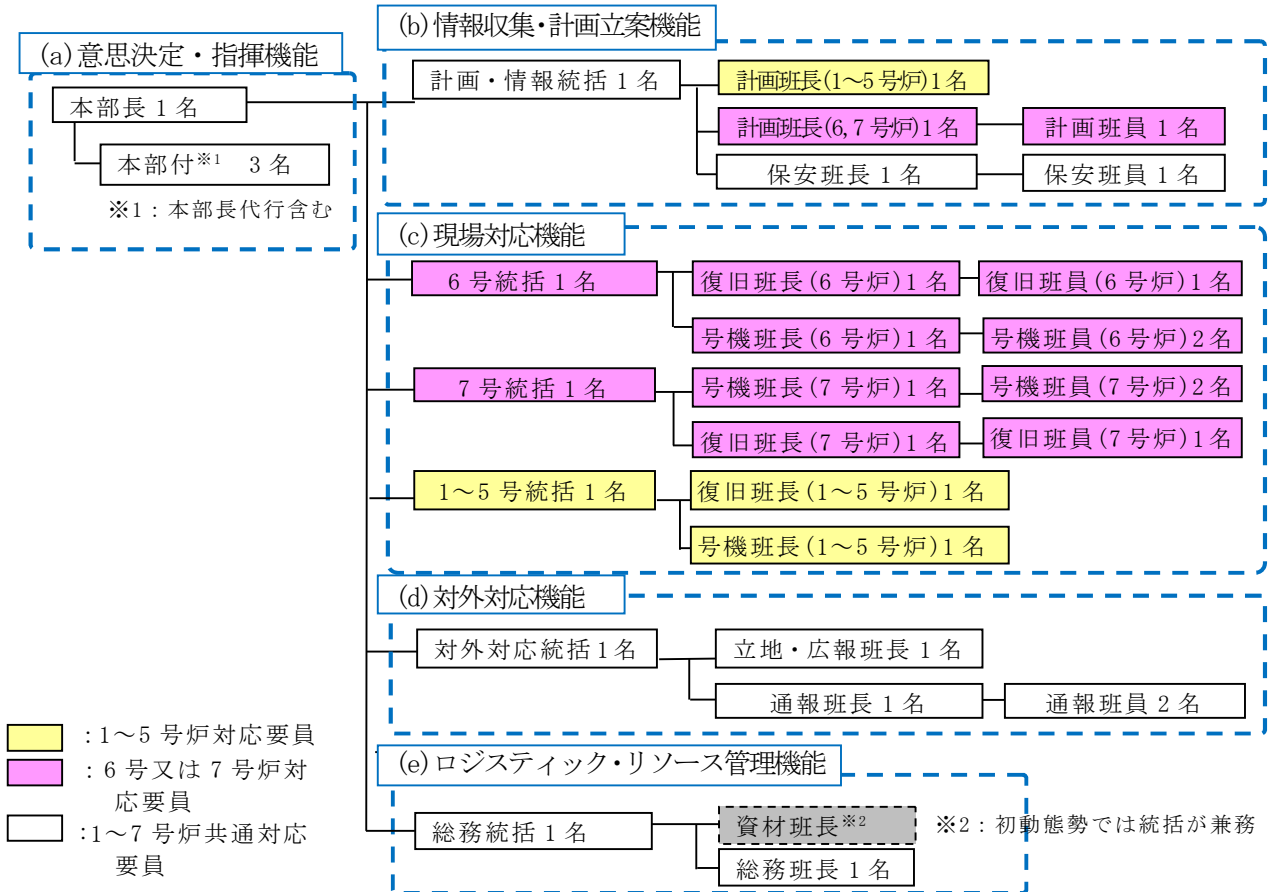 (a)意思決定・指揮機能
本部長 1 名
本部付※1 3 名
※1：本部長代行含む
(b)情報収集・計画立案機能
計画・情報統括 1 名
計画班長(1～5 号炉)1名
計画班長(6,7 号炉)1名
計画班員 1 名
保安班長 1 名
保安班員 1 名
(c)現場対応機能
6 号統括 1 名
復旧班長(6 号炉)1 名
復旧班員(6 号炉)1名
号機班長(6 号炉)1 名
号機班員(6 号炉)2名
7 号統括 1 名
号機班長(7 号炉)1 名
号機班員(7 号炉)2名
復旧班長(7 号炉)1 名
復旧班員(7 号炉)1名
1～5 号統括 1 名
復旧班長(1～5 号炉)1 名
号機班長(1～5 号炉)1 名
(d)対外対応機能
対外対応統括 1名
立地・広報班長 1 名
通報班長 1 名
通報班員 2 名
(e)ロジスティック・リソース管理機能
総務統括 1 名
資材班長※2
※2：初動態勢では統括が兼務
総務班長 1 名
：1～5 号炉対応要員
：6 号又は 7 号炉対
応要員
：1～7 号炉共通対応
要員